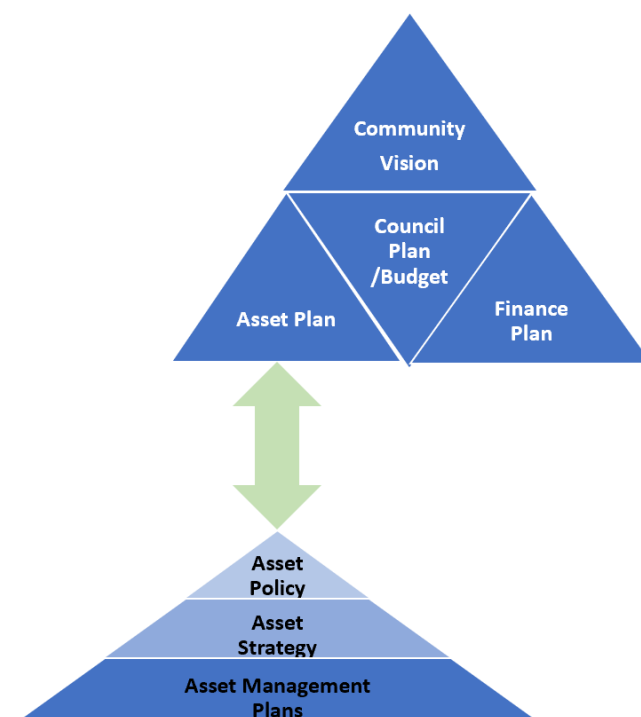 Community
Vision
Council
Plan
/Budget
Asset Plan
Finance
Plan
Asset
Policy
Asset
Strategy
Asset Management
Plans